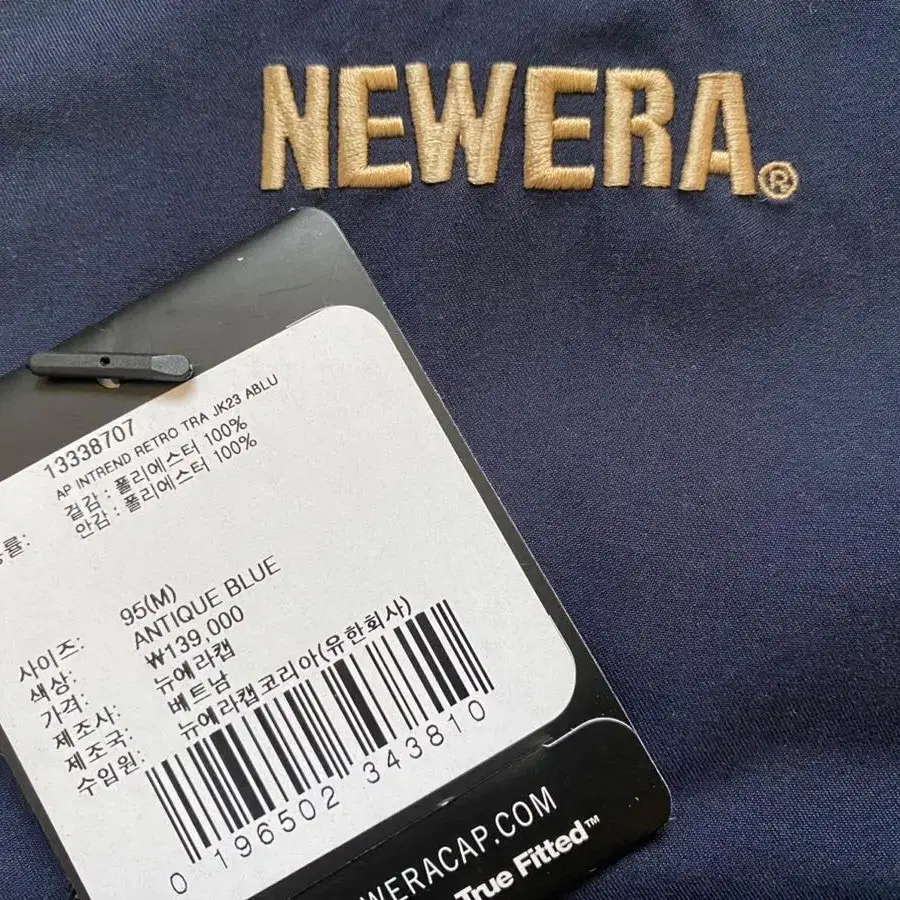 NEW ERA®
13338707
AP INTREND RETRO TRA JK23 ABLU
겉감 : 폴리에스터 100%
안감 : 폴리에스터 100%
사이즈: 95(M)
색상: ANTIQUE BLUE
가격: ₩139,000
제조사: 뉴에라캡
제조국: 베트남
수입원: 뉴에라캡코리아(유한회사)
0 196502 343810
WERACAP.COM
True Fitted™